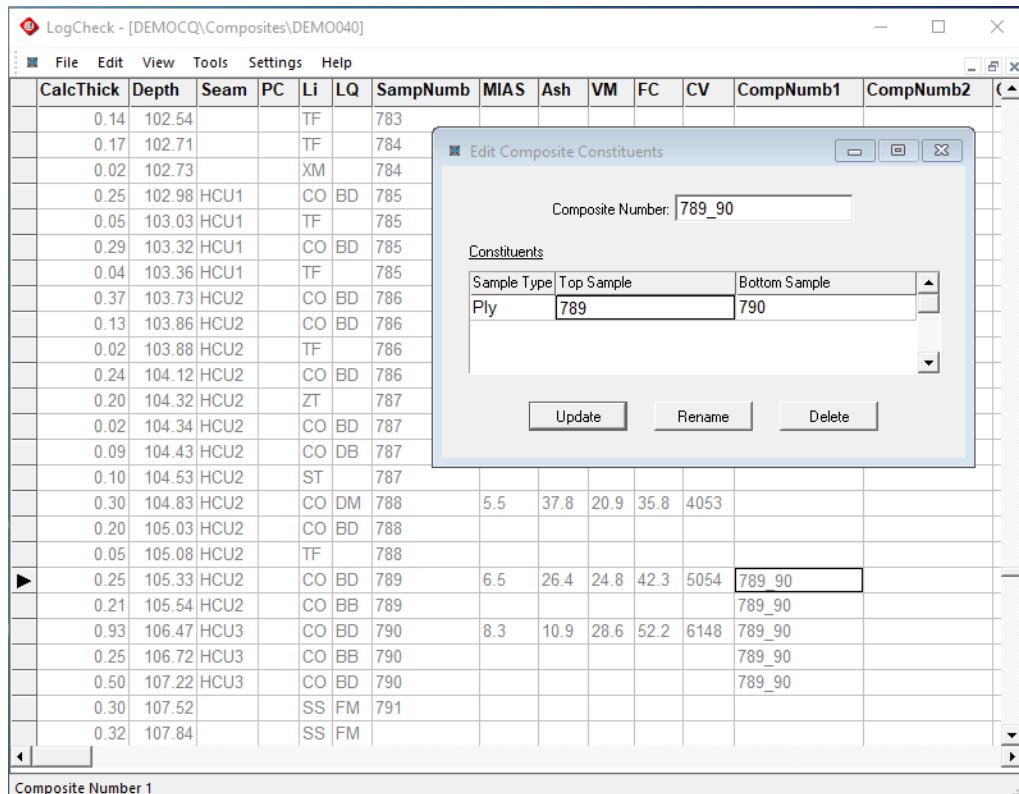 LogCheck - [DEMOCQ\Composites\DEMO040]
File Edit View Tools Settings Help
CalcThick Depth Seam PC Li LQ SampNumb MIAS Ash VM FC CV CompNumb1 CompNumb2
0.14 102.54 TF 783
0.17 102.71 TF 784
0.02 102.73 XM 784
0.25 102.98 HCU1 CO BD 785
0.05 103.03 HCU1 TF 785
0.29 103.32 HCU1 CO BD 785
0.04 103.36 HCU1 TF 785
0.37 103.73 HCU2 CO BD 786
0.13 103.86 HCU2 CO BD 786
0.02 103.88 HCU2 TF 786
0.24 104.12 HCU2 CO BD 786
0.20 104.32 HCU2 ZT 787
0.02 104.34 HCU2 CO BD 787
0.09 104.43 HCU2 CO DB 787
0.10 104.53 HCU2 ST 787
0.30 104.83 HCU2 CO DM 788 5.5 37.8 20.9 35.8 4053
0.20 105.03 HCU2 CO BD 788
0.05 105.08 HCU2 TF 788
0.25 105.33 HCU2 CO BD 789 6.5 26.4 24.8 42.3 5054 789_90
0.21 105.54 HCU2 CO BB 789 789_90
0.93 106.47 HCU3 CO BD 790 8.3 10.9 28.6 52.2 6148 789_90
0.25 106.72 HCU3 CO BB 790 789_90
0.50 107.22 HCU3 CO BD 790 789_90
0.30 107.52 SS FM 791
0.32 107.84 SS FM
Edit Composite Constituents
Composite Number: 789_90
Constituents
Sample Type Top Sample Bottom Sample
Ply 789 790
Update Rename Delete
Composite Number 1